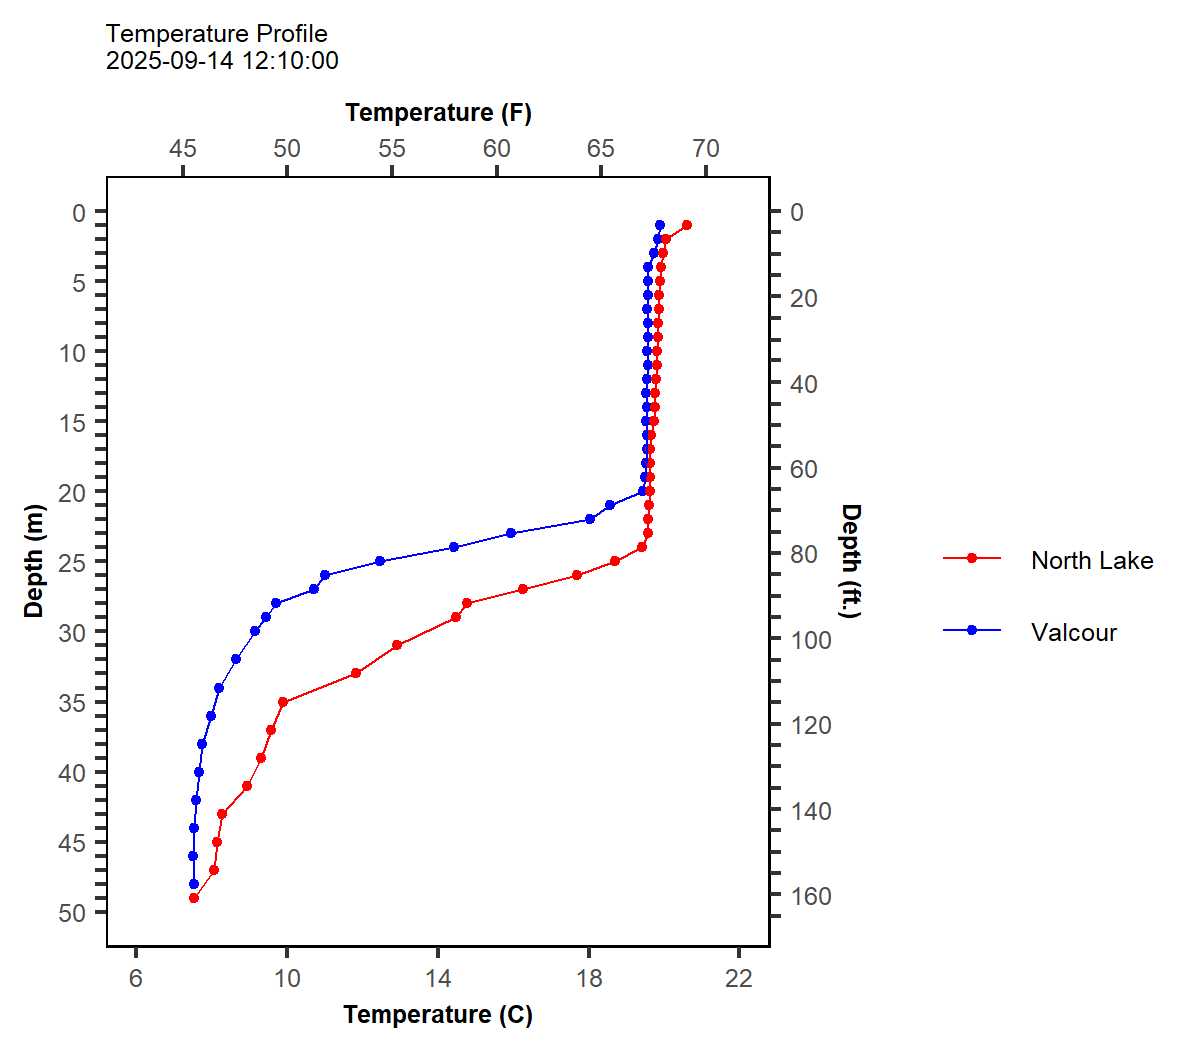 Temperature Profile
2025-09-14 12:10:00
Temperature (F)
45 50 55 60 65 70
0
5
10
15
20
25
30
35
40
45
50
Depth (m)
0
20
40
60
80
100
120
140
160
Depth (ft.)
North Lake
Valcour
6 10 14 18 22
Temperature (C)